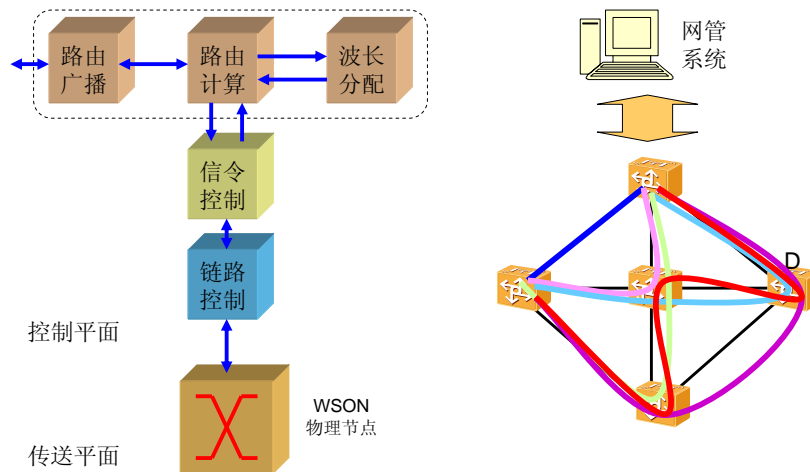 路由
广播
路由
计算
波长
分配
网管
系统
信令
控制
链路
控制
D
控制平面
WSON
物理节点
传送平面